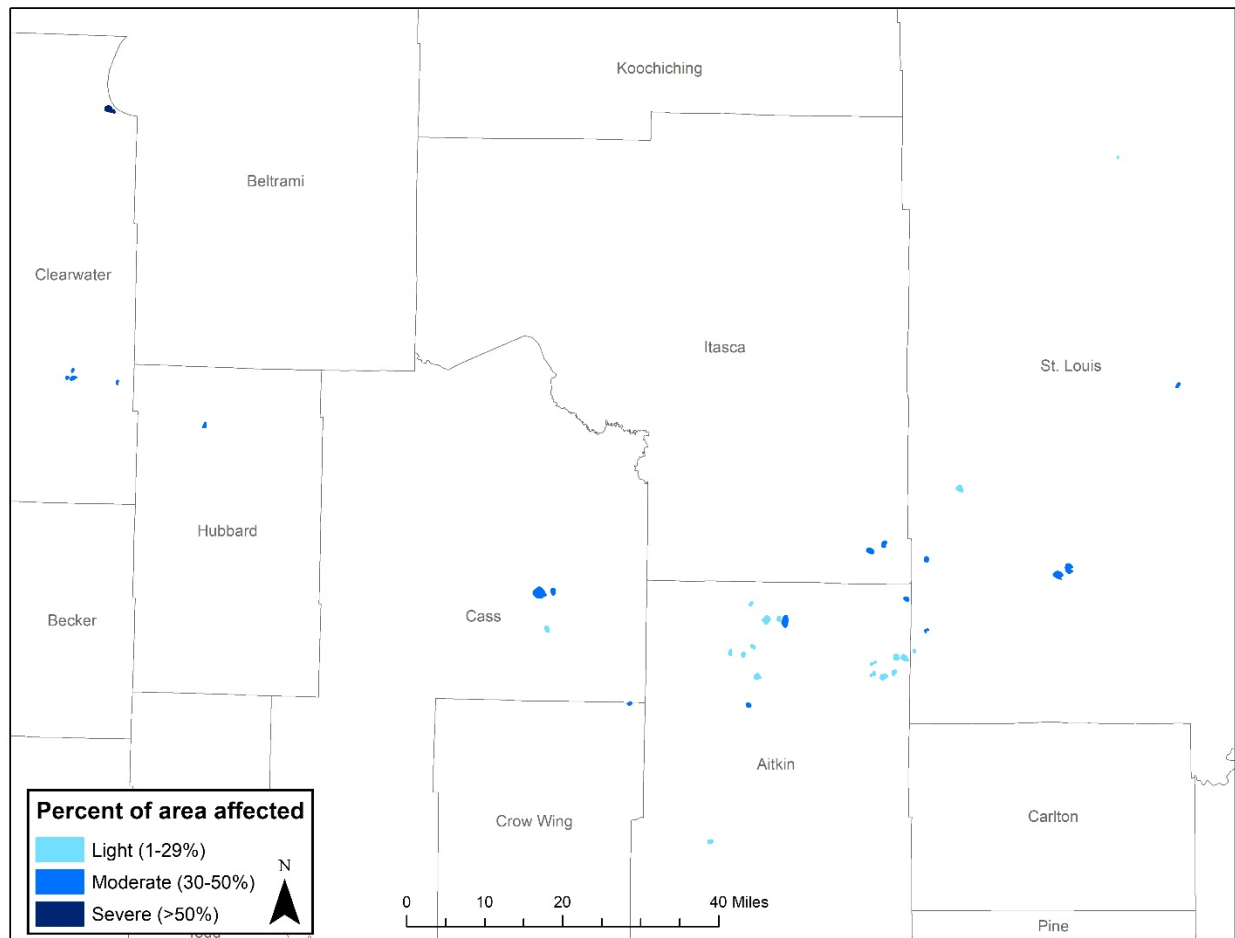 Koochiching
Beltrami
Clearwater
Itasca
St. Louis
Hubbard
Becker
Cass
Aitkin
Crow Wing
Carlton
Pine
Percent of area affected
Light (1-29%)
Moderate (30-50%)
Severe (>50%)
N
0 10 20 40 Miles